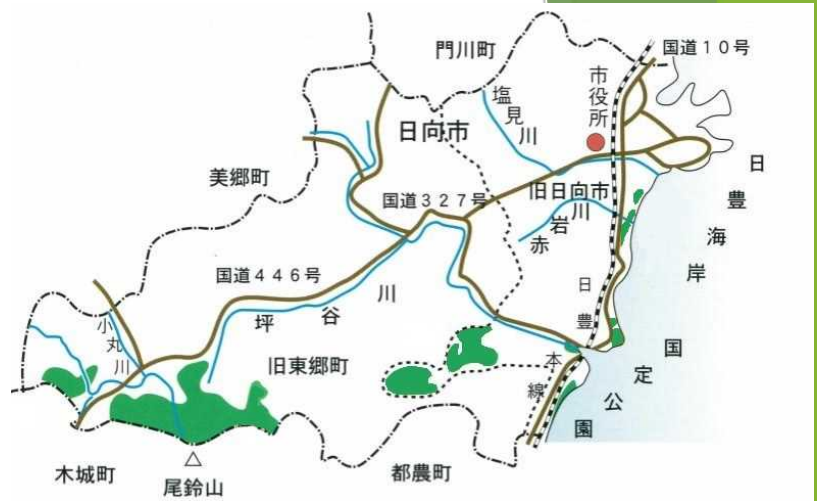 国道１０号
門川町
市役所
塩見川
日向市
美郷町
国道３２７号
旧日向市
赤岩川
日豊海岸国定公園
国道４４６号
坪谷川
小丸川
日豊本線
旧東郷町
木城町
尾鈴山
都農町